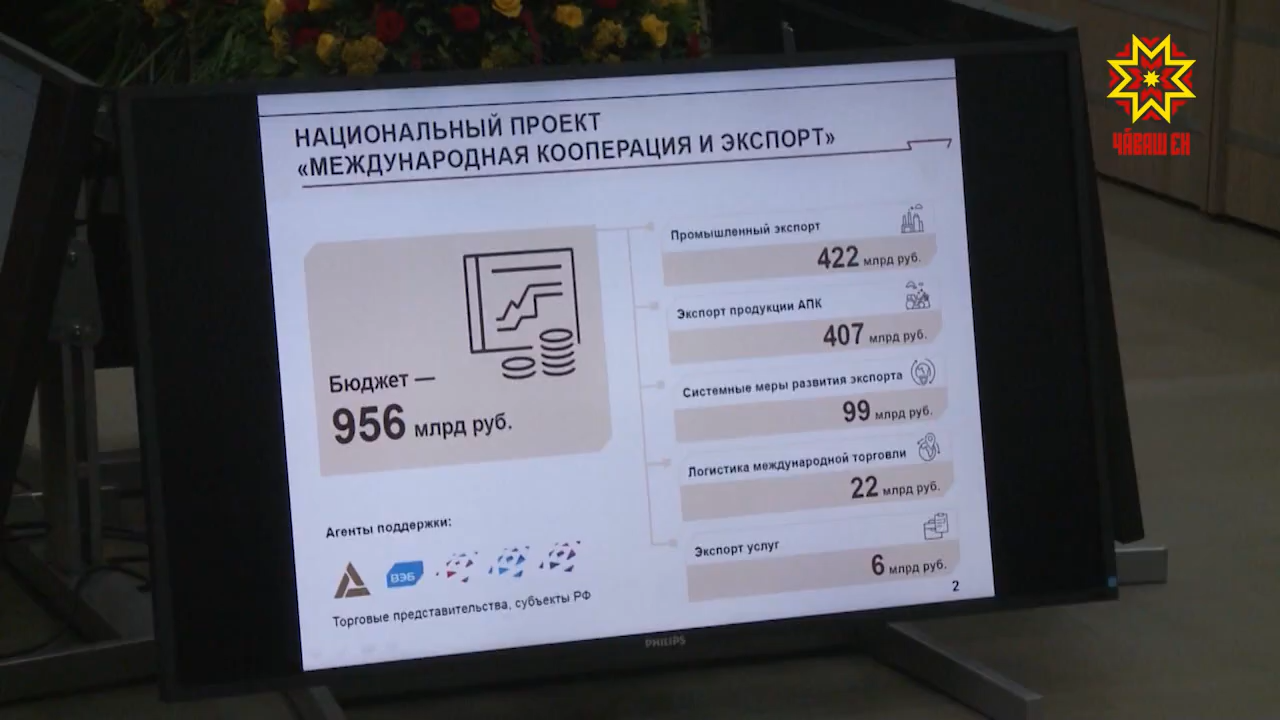 НАЦИОНАЛЬНЫЙ ПРОЕКТ
«МЕЖДУНАРОДНАЯ КООПЕРАЦИЯ И ЭКСПОРТ»
Бюджет —
956 млрд руб.
Агенты поддержки:
ВЭБ
Торговые представительства, субъекты РФ
Промышленный экспорт
422 млрд руб.
Экспорт продукции АПК
407 млрд руб.
Системные меры развития экспорта
99 млрд руб.
Логистика международной торговли
22 млрд руб.
Экспорт услуг
6 млрд руб.
2
PHILIPS
ЧӐВАШ ЕН